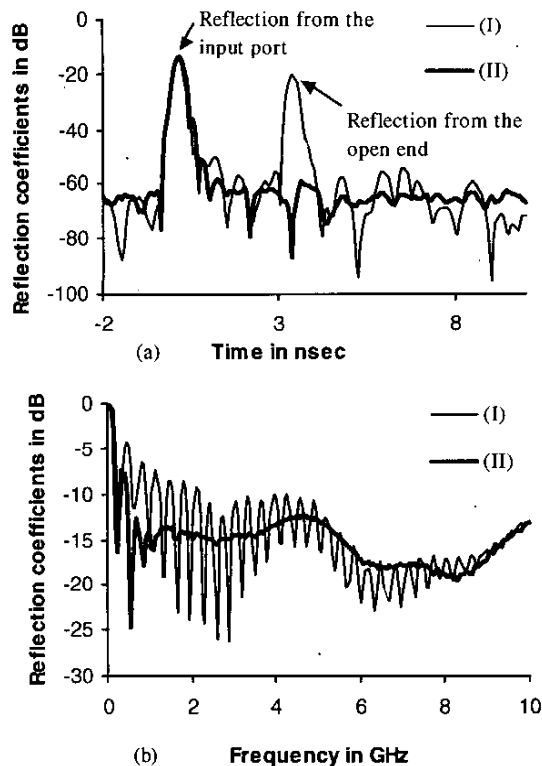 Reflection from the
input port
(I)
(II)
Reflection from the
open end
Reflection coefficients in dB
0
-20
-40
-60
-80
-100
-2
3
8
(a)
Time in nsec
Reflection coefficients in dB
0
-5
-10
-15
-20
-25
-30
(I)
(II)
0
2
4
6
8
10
(b)
Frequency in GHz